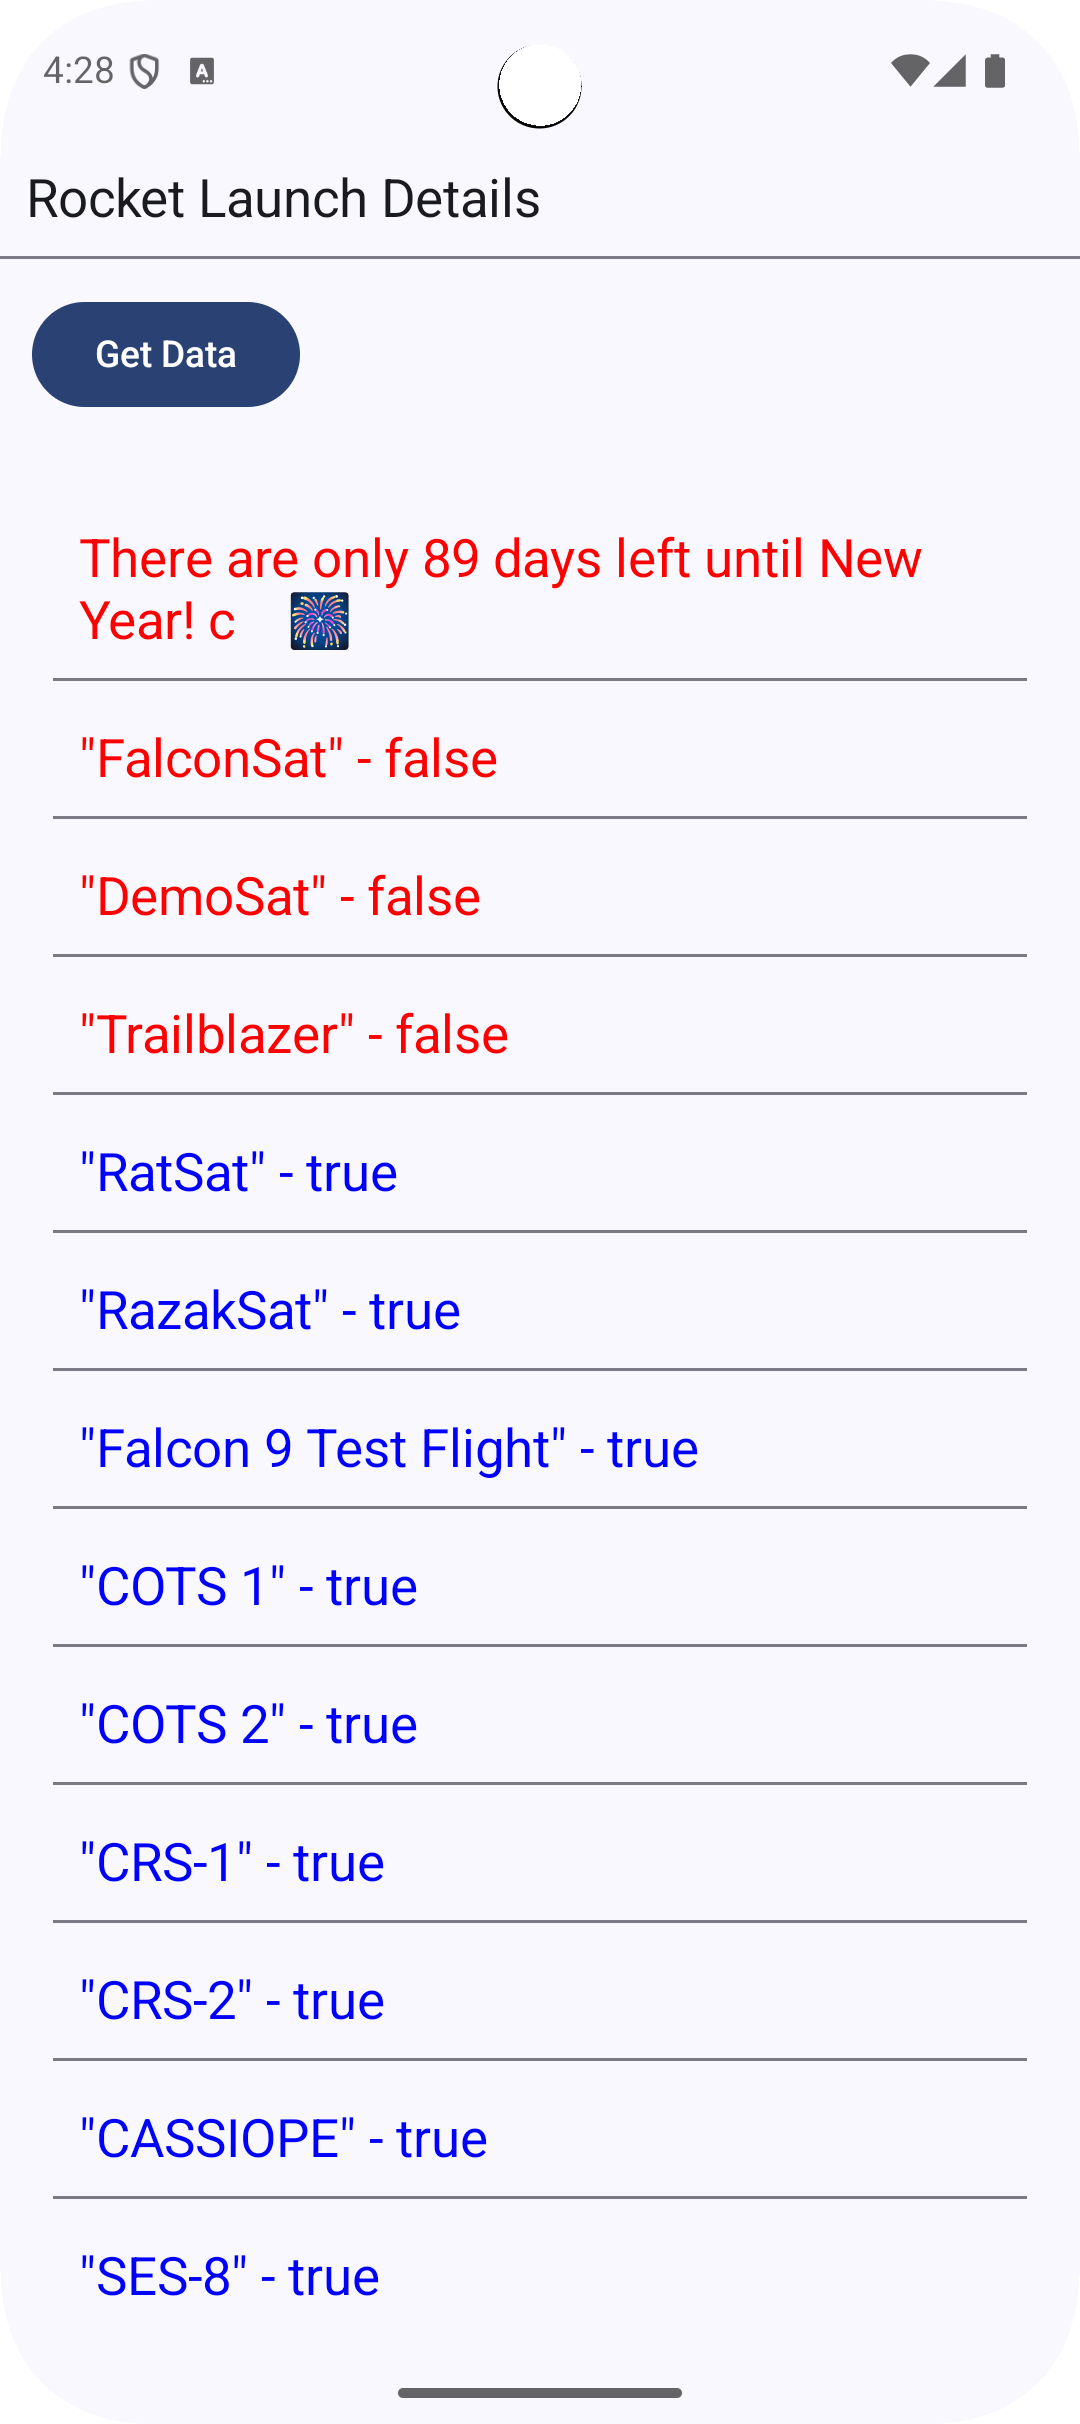 4:28
Rocket Launch Details
Get Data
There are only 89 days left until New
Year! c 🎆
"FalconSat" - false
"DemoSat" - false
"Trailblazer" - false
"RatSat" - true
"RazakSat" - true
"Falcon 9 Test Flight" - true
"COTS 1" - true
"COTS 2" - true
"CRS-1" - true
"CRS-2" - true
"CASSIOPE" - true
"SES-8" - true